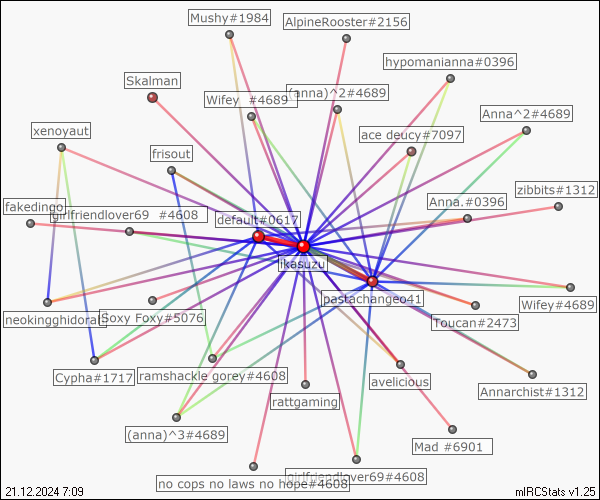 Mushy#1984
AlpineRooster#2156
hypomanianna#0396
Skalman
Wifey #4689
(anna)^2#4689
Anna^2#4689
xenoyaut
ace deucy#7097
frisout
zibbits#1312
Anna.#0396
fakedingo
girlfriendlover69 #4608
default#0617
ikasuzu
pastachangeo41
neokingghidorah
Soxy Foxy#5076
Wifey#4689
Toucan#2473
Cypha#1717
ramshackle gorey#4608
avelicious
Annarchist#1312
rattgaming
(anna)^3#4689
Mad #6901
no cops no laws no hope#4608
girlfriendlover69#4608
21.12.2024 7:09
mIRCStats v1.25